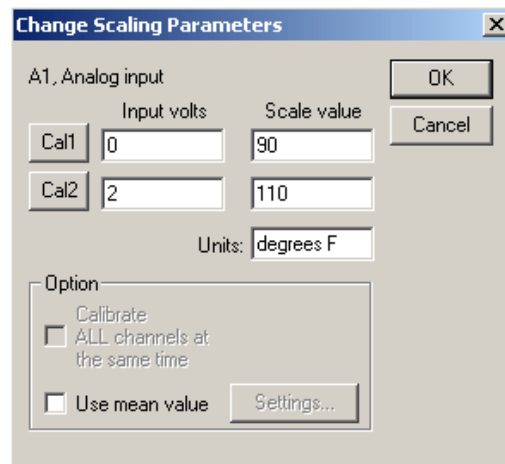 Change Scaling Parameters
A1, Analog input
OK
Input volts Scale value
Cancel
Cal1 0 90
Cal2 2 110
Units: degrees F
Option
Calibrate
ALL channels at
the same time
Use mean value Settings...